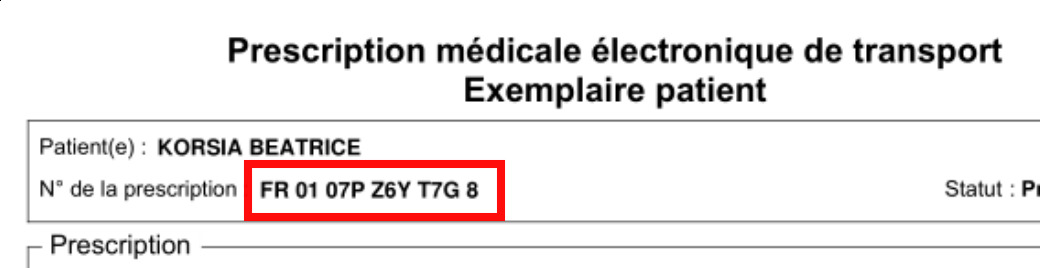 Prescription médicale électronique de transport
Exemplaire patient
Patient(e) : KORSIA BEATRICE
N° de la prescription FR 01 07P Z6Y T7G 8
Statut :
Prescription